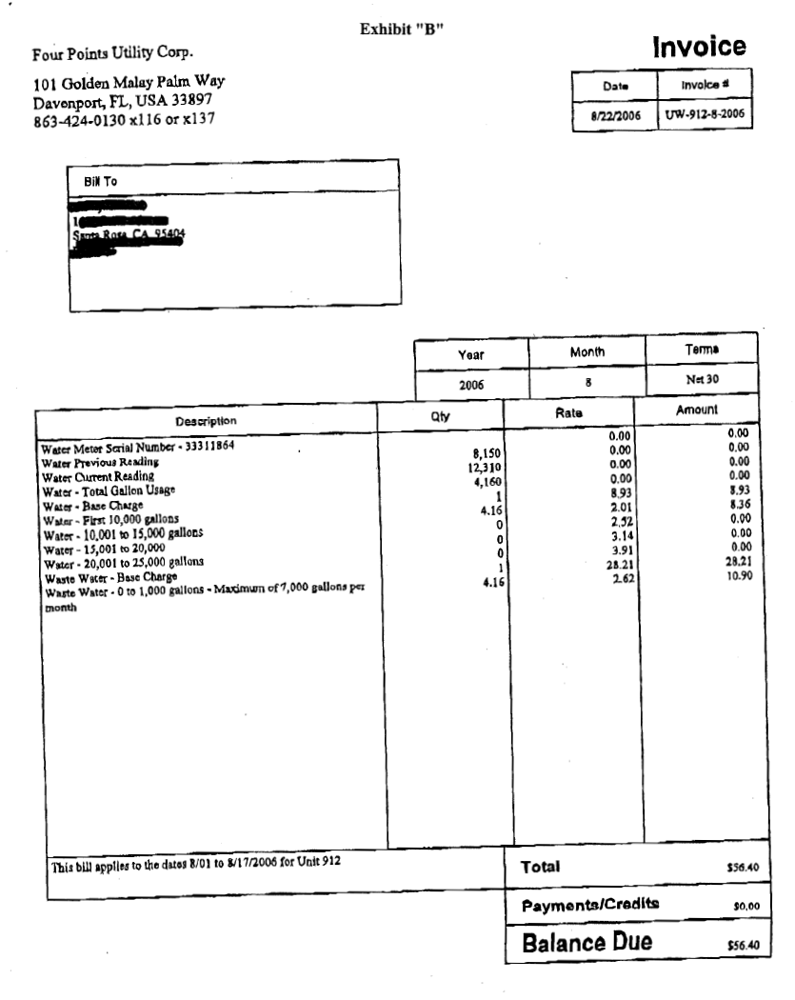 Exhibit "B"
Four Points Utility Corp.
Invoice
101 Golden Malay Palm Way
Davenport, FL, USA 33897
863-424-0130 x116 or x137
Date Invoice #
8/22/2006 UW-912-8-2006
Bill To
1
Santa Rosa, CA 95404
Year Month Terms
2006 8 Net 30
Description Qty Rate Amount
Water Meter Serial Number - 33311864 0.00 0.00
Water Previous Reading 8,150 0.00 0.00
Water Current Reading 12,310 0.00 0.00
Water - Total Gallon Usage 4,160 0.00 0.00
Water - Base Charge 1 8.93 8.93
Water - First 10,000 gallons 4.16 2.01 8.36
Water - 10,001 to 15,000 gallons 0 2.52 0.00
Water - 15,001 to 20,000 0 3.14 0.00
Water - 20,001 to 25,000 gallons 0 3.91 0.00
Waste Water - Base Charge 1 28.21 28.21
Waste Water - 0 to 1,000 gallons - Maximum of 7,000 gallons per 4.16 2.62 10.90
month
This bill applies to the dates 8/01 to 8/17/2006 for Unit 912
Total $56.40
Payments/Credits $0.00
Balance Due $56.40